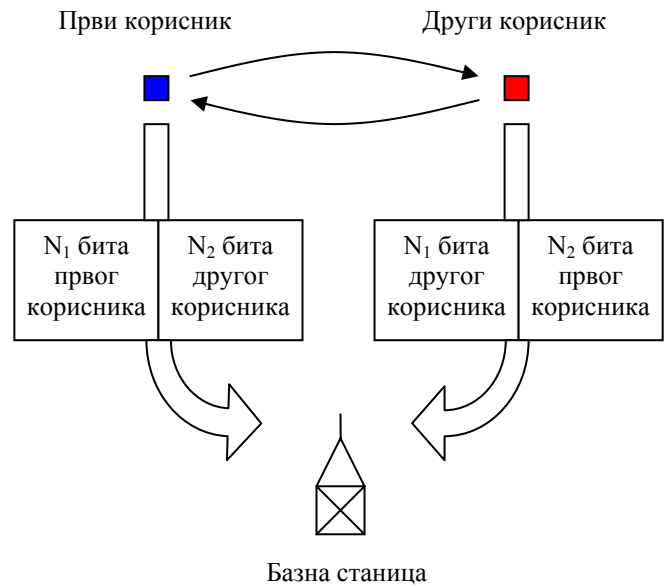 Први корисник
Други корисник
N₁ бита
првог
корисника
N₂ бита
другог
корисника
N₁ бита
другог
корисника
N₂ бита
првог
корисника
Базна станица